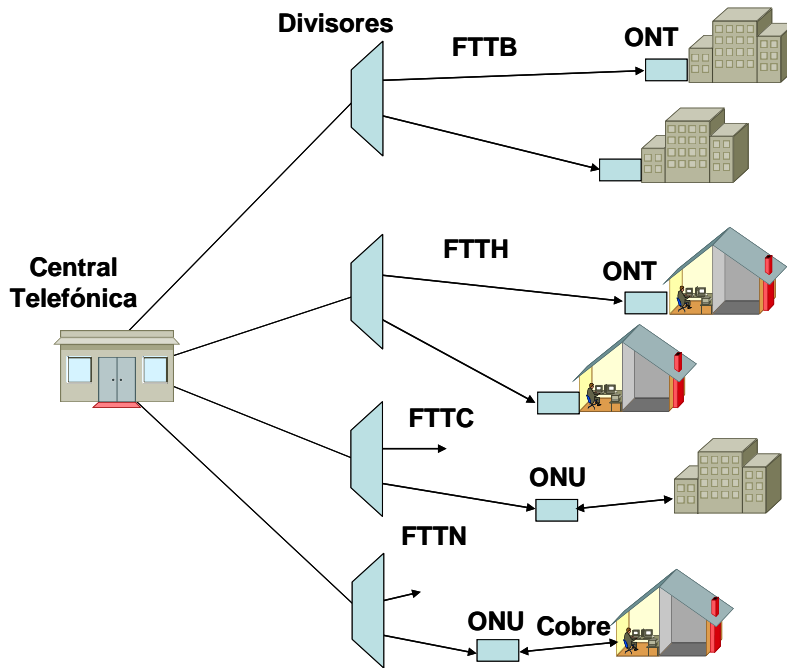 Divisores
FTTB
ONT
FTTH
ONT
Central
Telefónica
FTTC
ONU
FTTN
ONU
Cobre